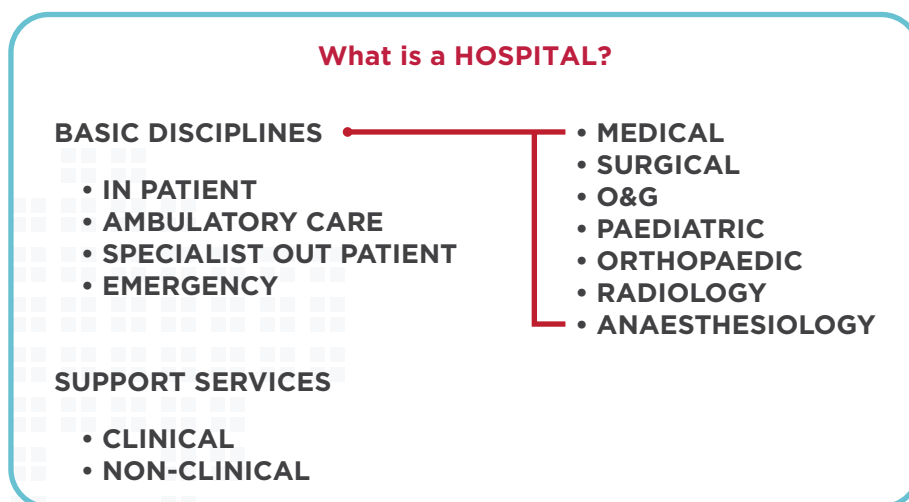 What is a HOSPITAL?
BASIC DISCIPLINES
• IN PATIENT
• AMBULATORY CARE
• SPECIALIST OUT PATIENT
• EMERGENCY
• MEDICAL
• SURGICAL
• O&G
• PAEDIATRIC
• ORTHOPAEDIC
• RADIOLOGY
• ANAESTHESIOLOGY
SUPPORT SERVICES
• CLINICAL
• NON-CLINICAL